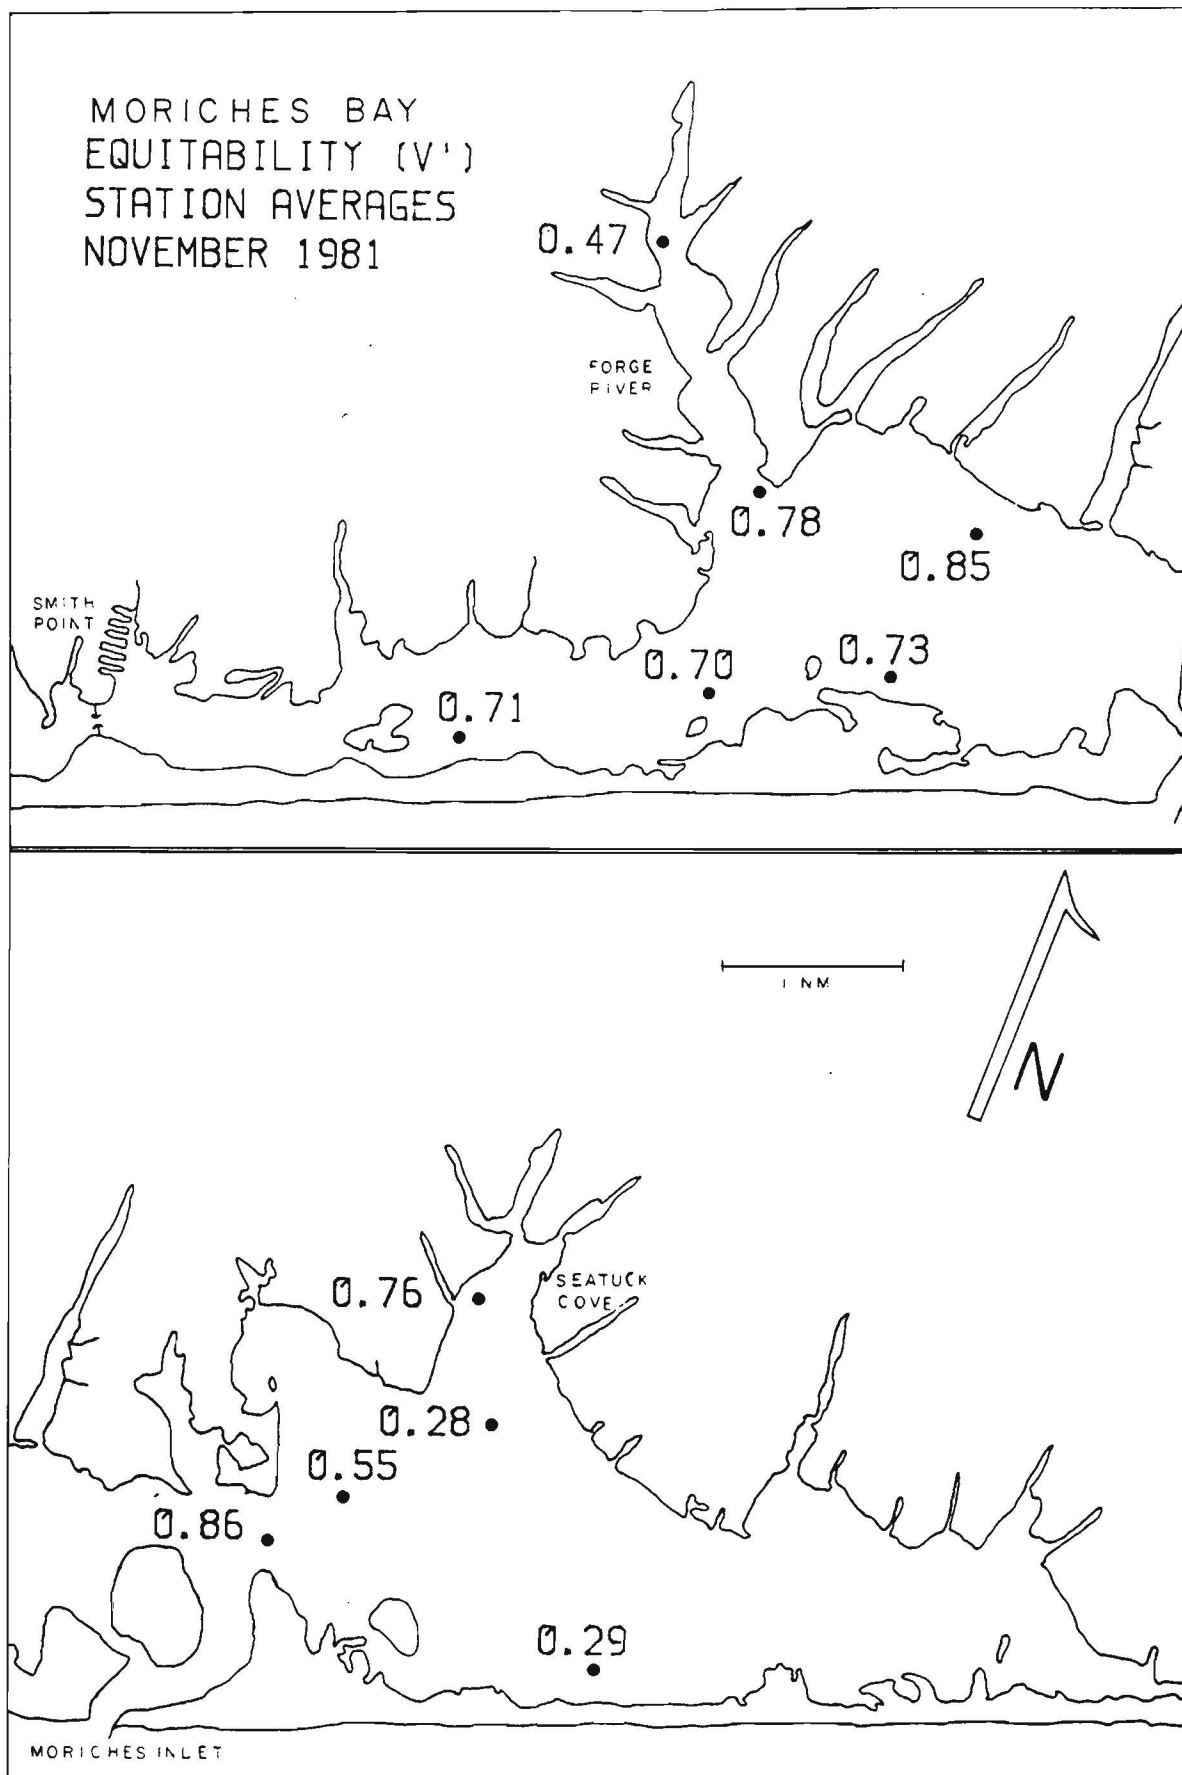 MORICHES BAY
EQUITABILITY (V')
STATION AVERAGES
NOVEMBER 1981
0.47
FORGE
RIVER
0.78
0.85
SMITH
POINT
0.70
0.73
0.71
1 NM
N
SEATUCK
COVE
0.76
0.28
0.55
0.86
0.29
MORICHES INLET